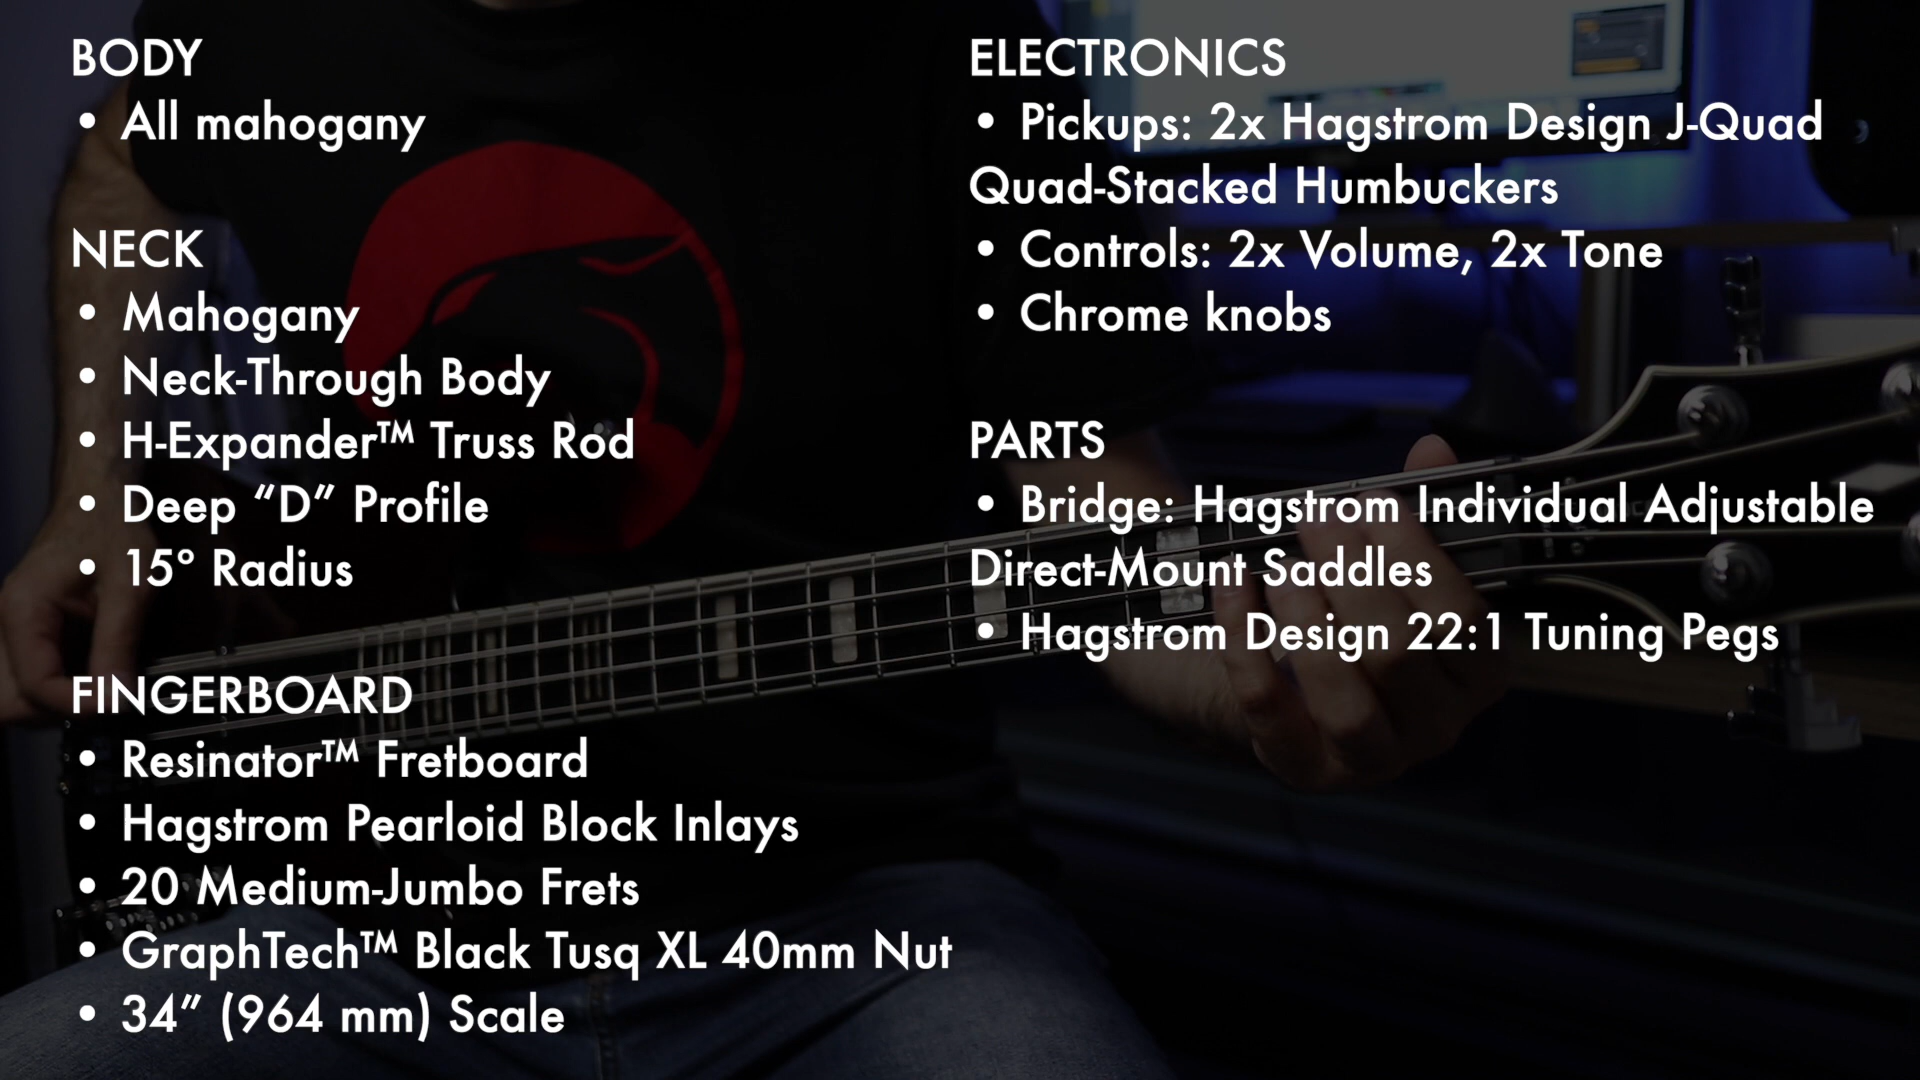 BODY
• All mahogany
NECK
• Mahogany
• Neck-Through Body
• H-Expander™ Truss Rod
• Deep “D” Profile
• 15° Radius
FINGERBOARD
• Resinator™ Fretboard
• Hagstrom Pearloid Block Inlays
• 20 Medium-Jumbo Frets
• GraphTech™ Black Tusq XL 40mm Nut
• 34” (964 mm) Scale
ELECTRONICS
• Pickups: 2x Hagstrom Design J-Quad
Quad-Stacked Humbuckers
• Controls: 2x Volume, 2x Tone
• Chrome knobs
PARTS
• Bridge: Hagstrom Individual Adjustable
Direct-Mount Saddles
• Hagstrom Design 22:1 Tuning Pegs